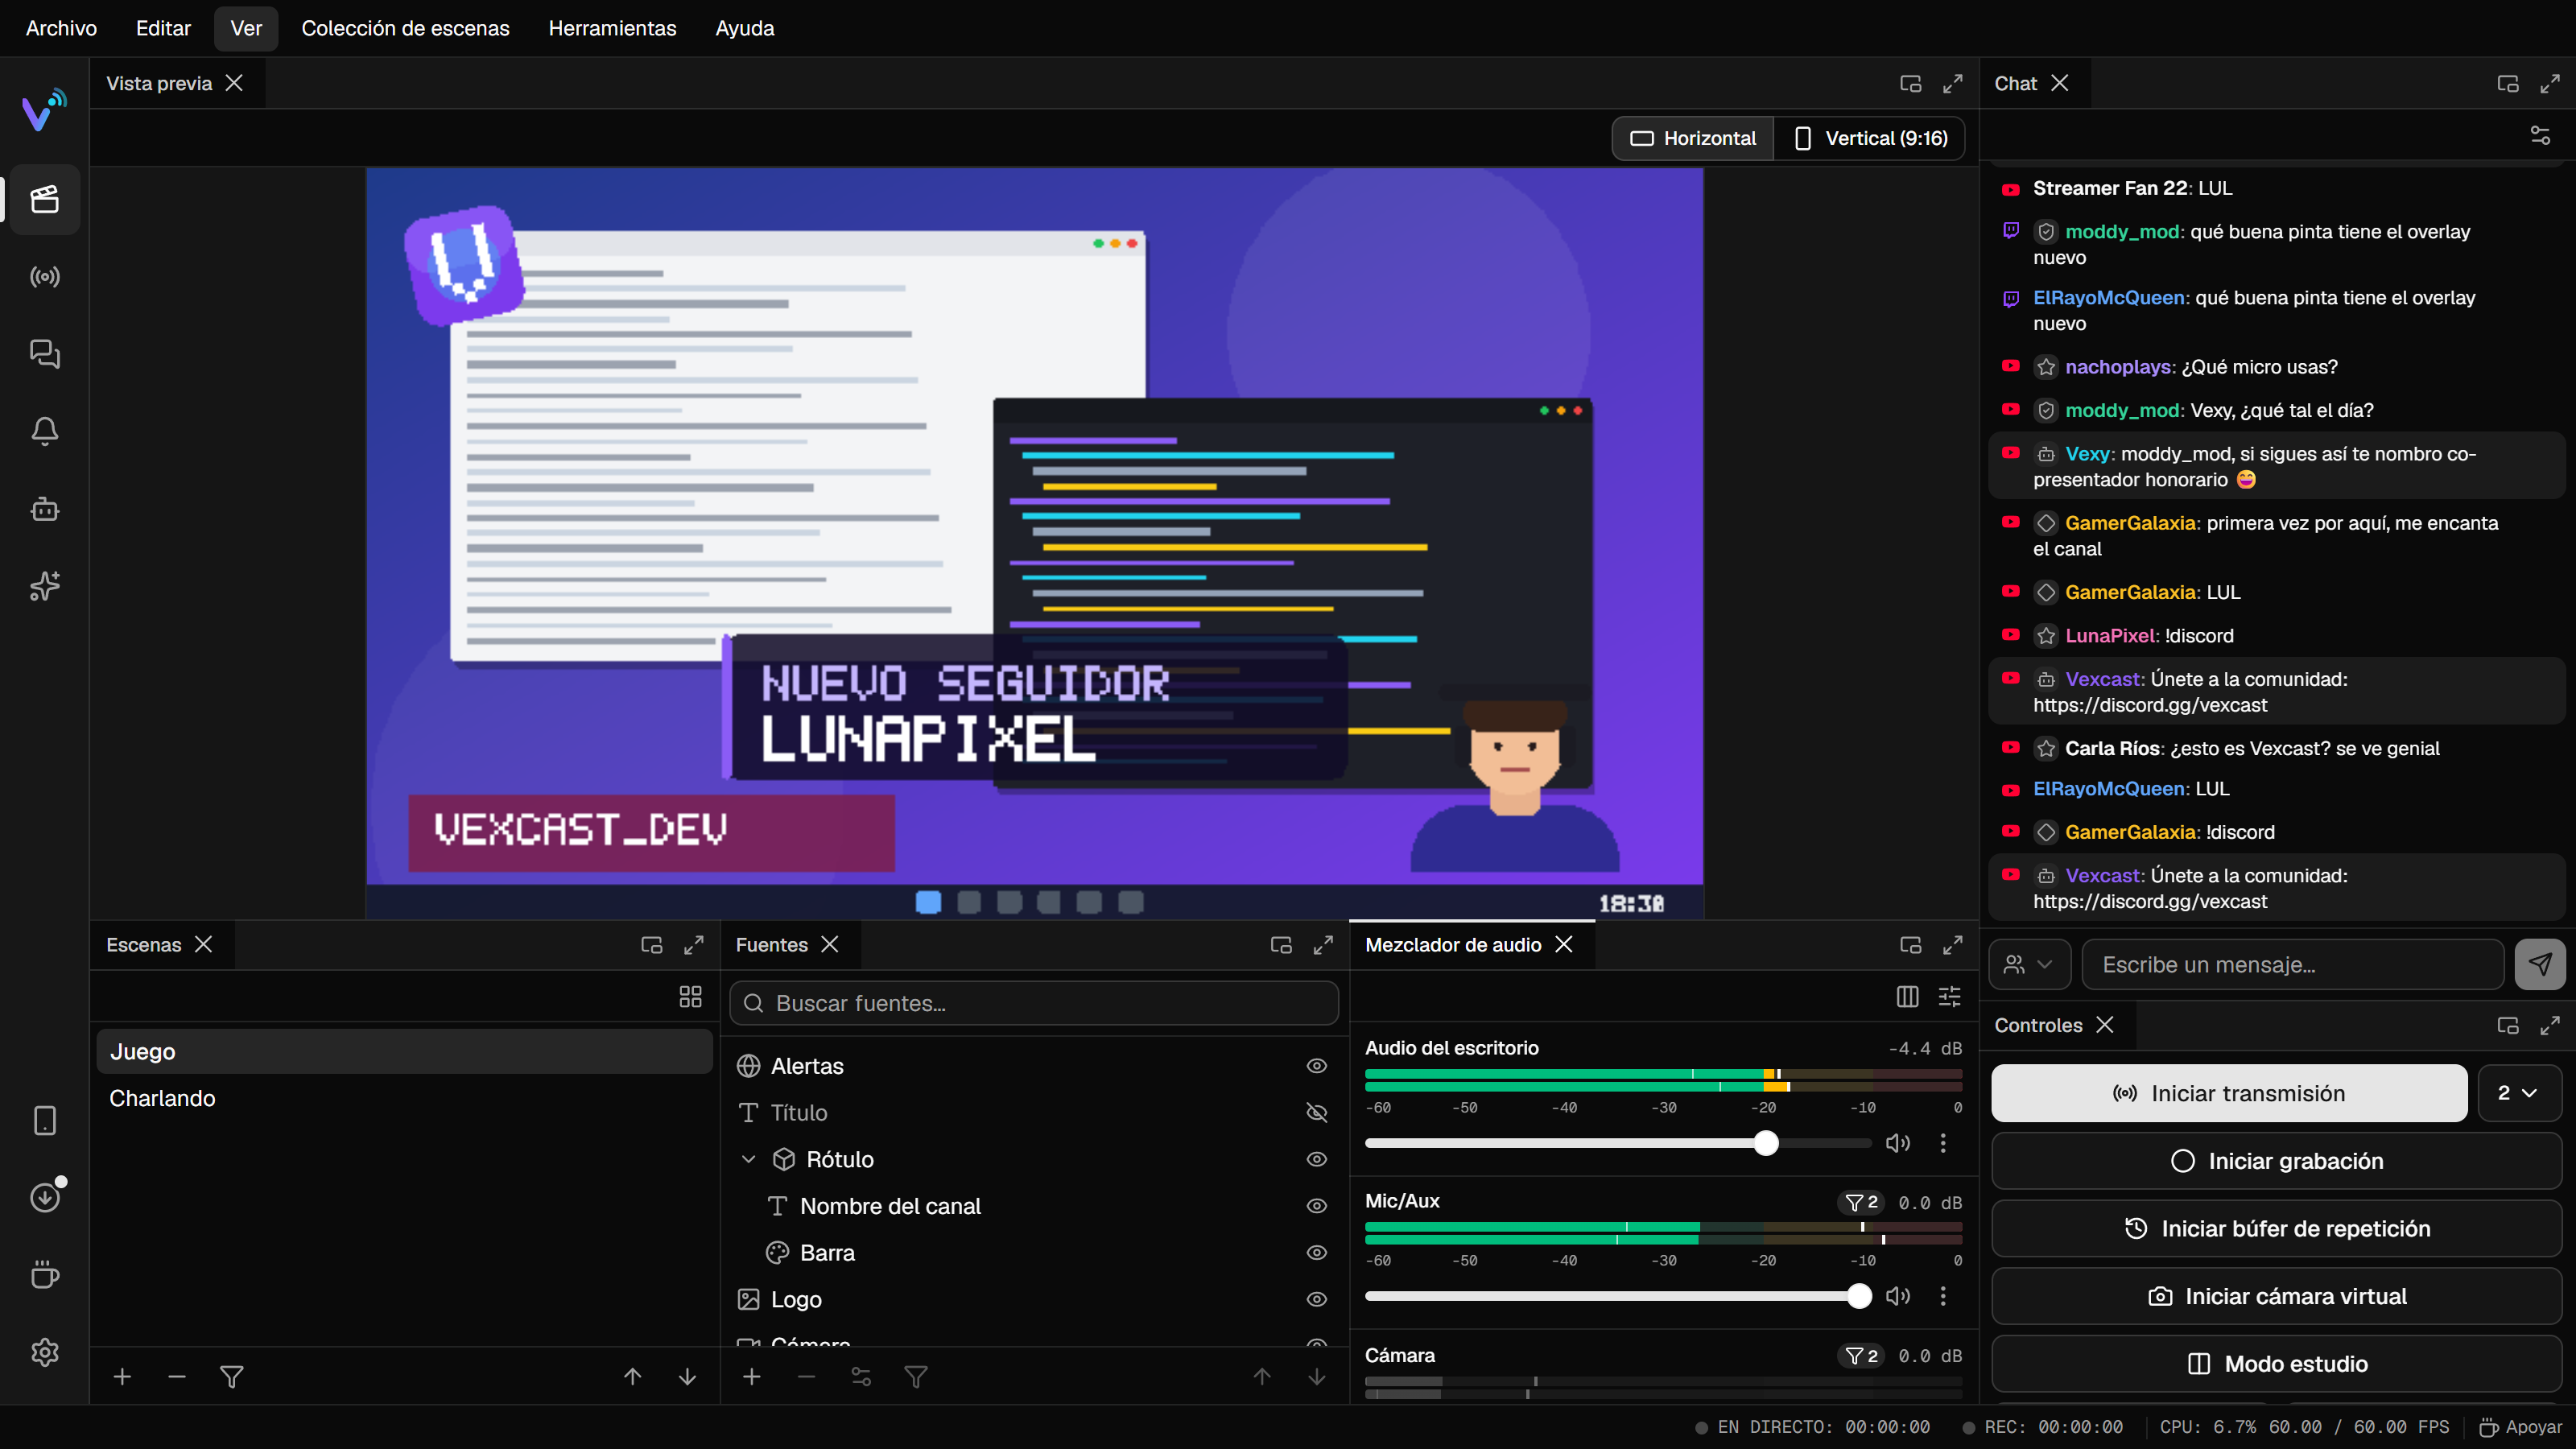 Archivo Editar Ver Colección de escenas Herramientas Ayuda
Vista previa
Horizontal Vertical (9:16)
NUEVO SEGUIDOR
LUNAPIXEL
VEXCAST_DEV
18:30
Chat
Streamer Fan 22: LUL
moddy_mod: qué buena pinta tiene el overlay
nuevo
ElRayoMcQueen: qué buena pinta tiene el overlay
nuevo
nachoplays: ¿Qué micro usas?
moddy_mod: Vexy, ¿qué tal el día?
Vexy: moddy_mod, si sigues así te nombro co-
presentador honorario 😄
GamerGalaxia: primera vez por aquí, me encanta
el canal
GamerGalaxia: LUL
LunaPixel: !discord
Vexcast: Únete a la comunidad:
https://discord.gg/vexcast
Carla Ríos: ¿esto es Vexcast? se ve genial
ElRayoMcQueen: LUL
GamerGalaxia: !discord
Vexcast: Únete a la comunidad:
https://discord.gg/vexcast
Escribe un mensaje...
Escenas
Juego
Charlando
Fuentes
Buscar fuentes...
Alertas
Título
Rótulo
Nombre del canal
Barra
Logo
Cámara
Mezclador de audio
Audio del escritorio -4.4 dB
-60 -50 -40 -30 -20 -10 0
Mic/Aux 2 0.0 dB
-60 -50 -40 -30 -20 -10 0
Cámara 2 0.0 dB
Controles
Iniciar transmisión 2
Iniciar grabación
Iniciar búfer de repetición
Iniciar cámara virtual
Modo estudio
EN DIRECTO: 00:00:00 REC: 00:00:00 CPU: 6.7% 60.00 / 60.00 FPS Apoyar